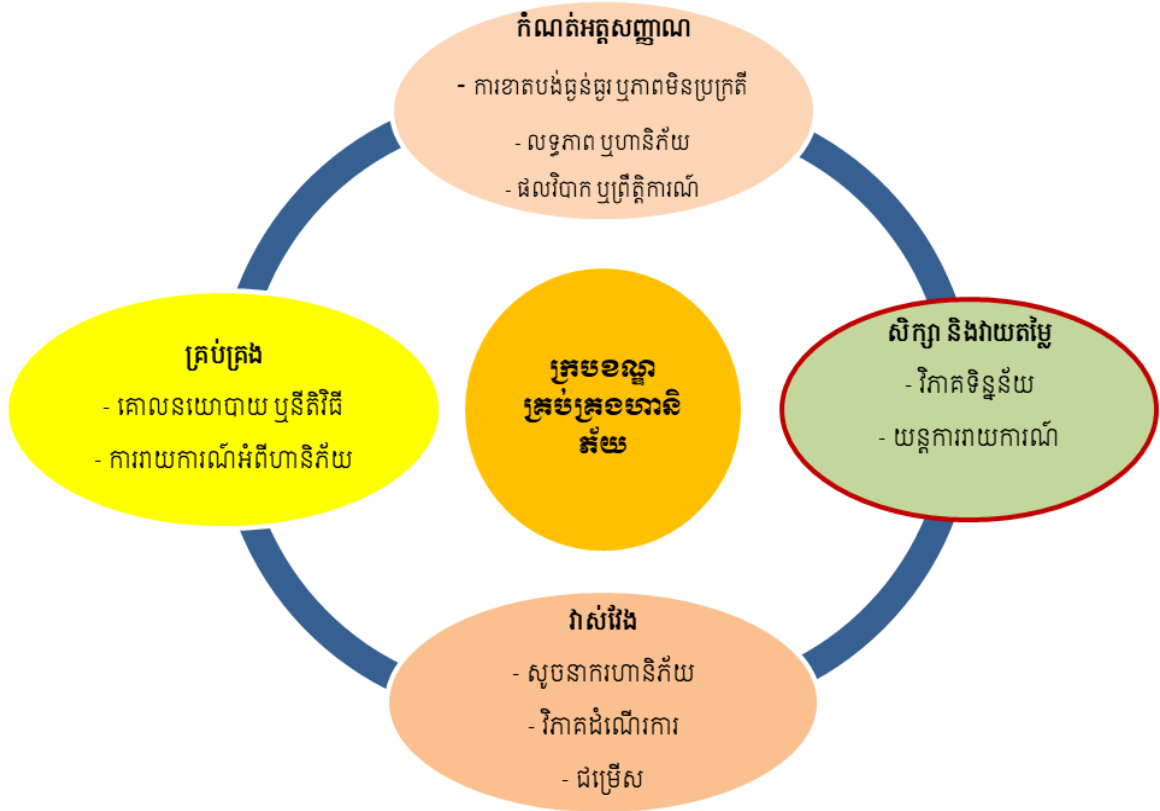 កំណត់អត្តសញ្ញាណ
- ការខាតបង់ធ្ងន់ធ្ងរ ឬភាពមិនប្រក្រតី
- លទ្ធភាព ឬហានិភ័យ
- ផលវិបាក ឬព្រឹត្តិការណ៍
សិក្សា និងវាយតម្លៃ
- វិភាគទិន្នន័យ
- យន្តការរាយការណ៍
គ្រប់គ្រង
- គោលនយោបាយ ឬនីតិវិធី
- ការរាយការណ៍អំពីហានិភ័យ
ក្របខណ្ឌ
គ្រប់គ្រងហានិ
ភ័យ
វាស់វែង
- សូចនាករហានិភ័យ
- វិភាគដំណើរការ
- ជម្រើស